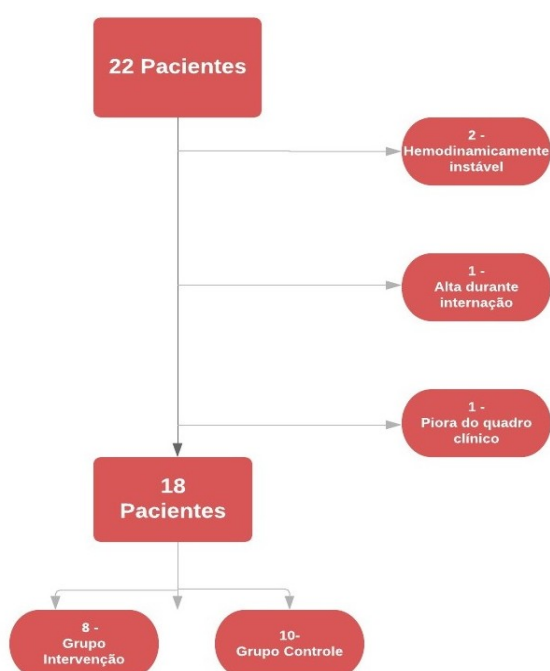 22 Pacientes
2 -
Hemodinamicamente
instável
1 -
Alta durante
internação
1 -
Piora do quadro
clínico
18
Pacientes
8 -
Grupo
Intervenção
10-
Grupo Controle